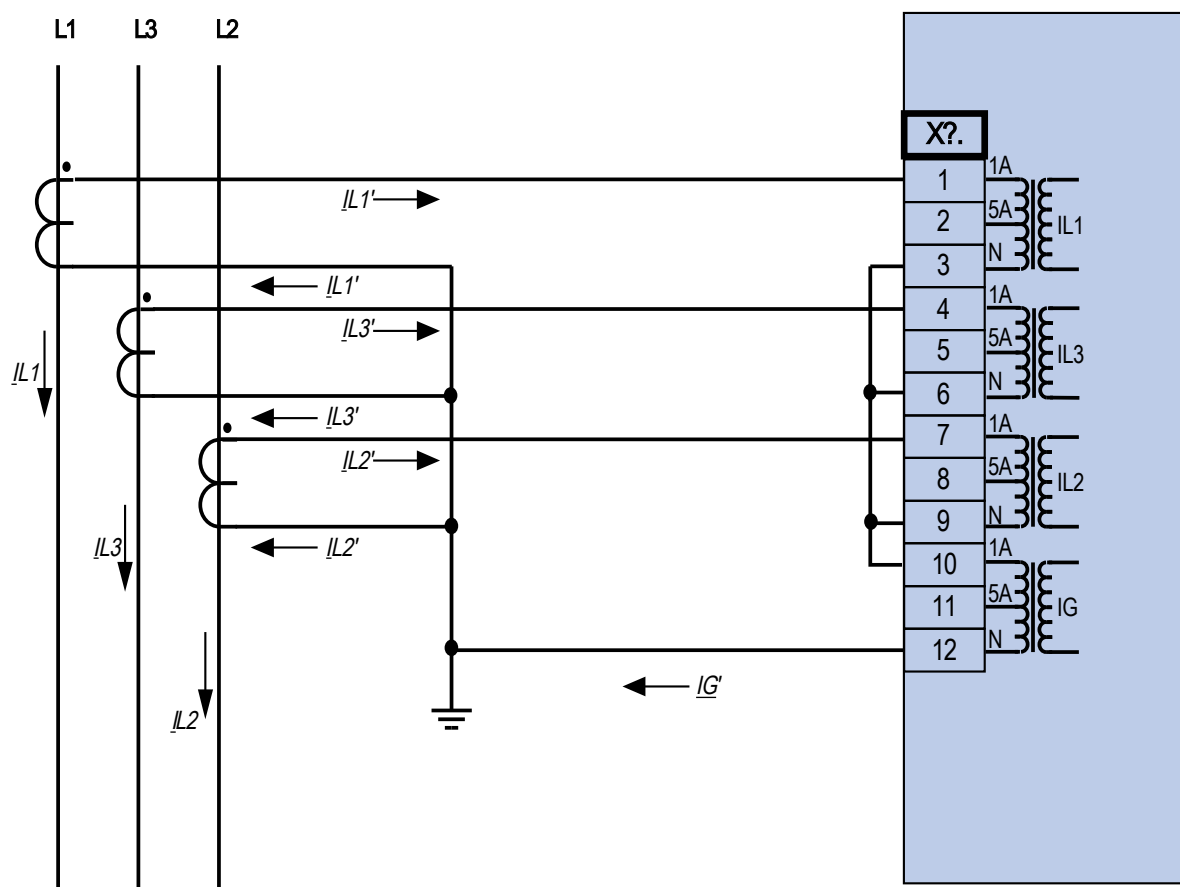 L1 L3 L2
X?.
1 1A
IL1'
2 5A IL1
3 N
IL1'
4 1A
IL3'
5 5A IL3
IL1
6 N
IL3'
7 1A
IL2'
8 5A IL2
9 N
IL3
IL2'
10 1A
11 5A IG
12 N
IG'
IL2